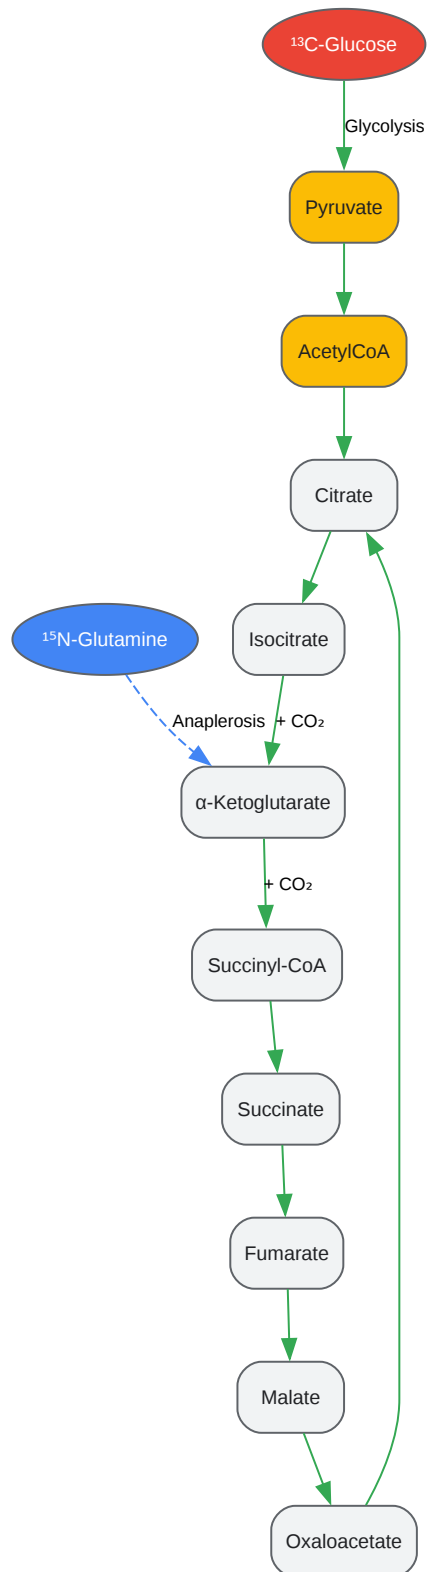 ¹³C-Glucose
Glycolysis
Pyruvate
AcetylCoA
Citrate
¹⁵N-Glutamine
Isocitrate
Anaplerosis
+ CO₂
α-Ketoglutarate
+ CO₂
Succinyl-CoA
Succinate
Fumarate
Malate
Oxaloacetate